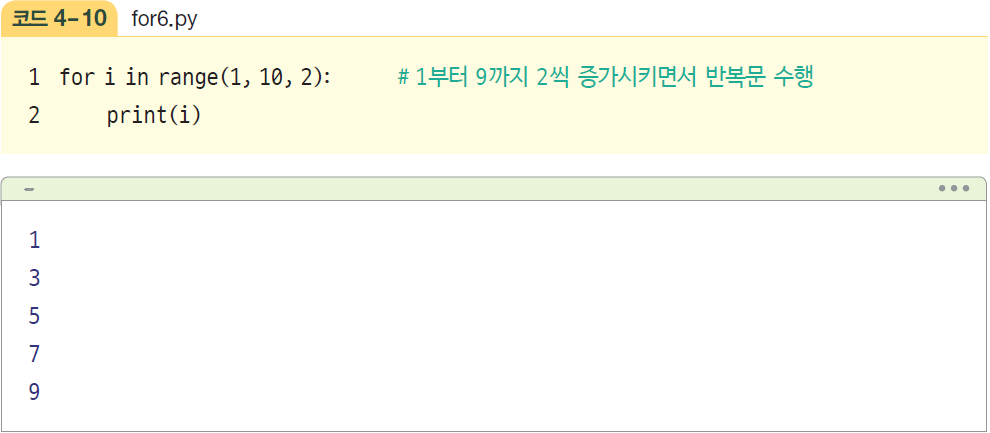 코드 4-10 for6.py
1 for i in range(1, 10, 2): # 1부터 9까지 2씩 증가시키면서 반복문 수행
2 print(i)
1
3
5
7
9